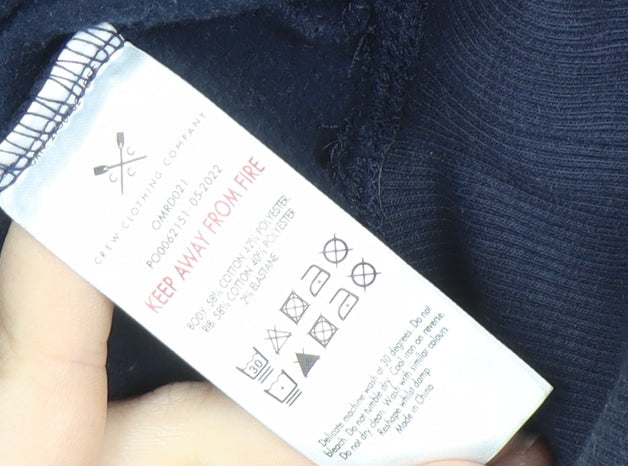 C C
C C
CREW CLOTHING COMPANY
OMRD021
PO0062151 05-2022
KEEP AWAY FROM FIRE
BODY: 58% COTTON 42% POLYESTER
RIB: 58% COTTON 40% POLYESTER
2% ELASTANE
30
Delicate machine wash at 30 degrees. Do not
bleach. Do not tumble dry. Cool iron on reverse.
Do not dry clean. Wash with similar colours.
Reshape whilst damp.
Made in China